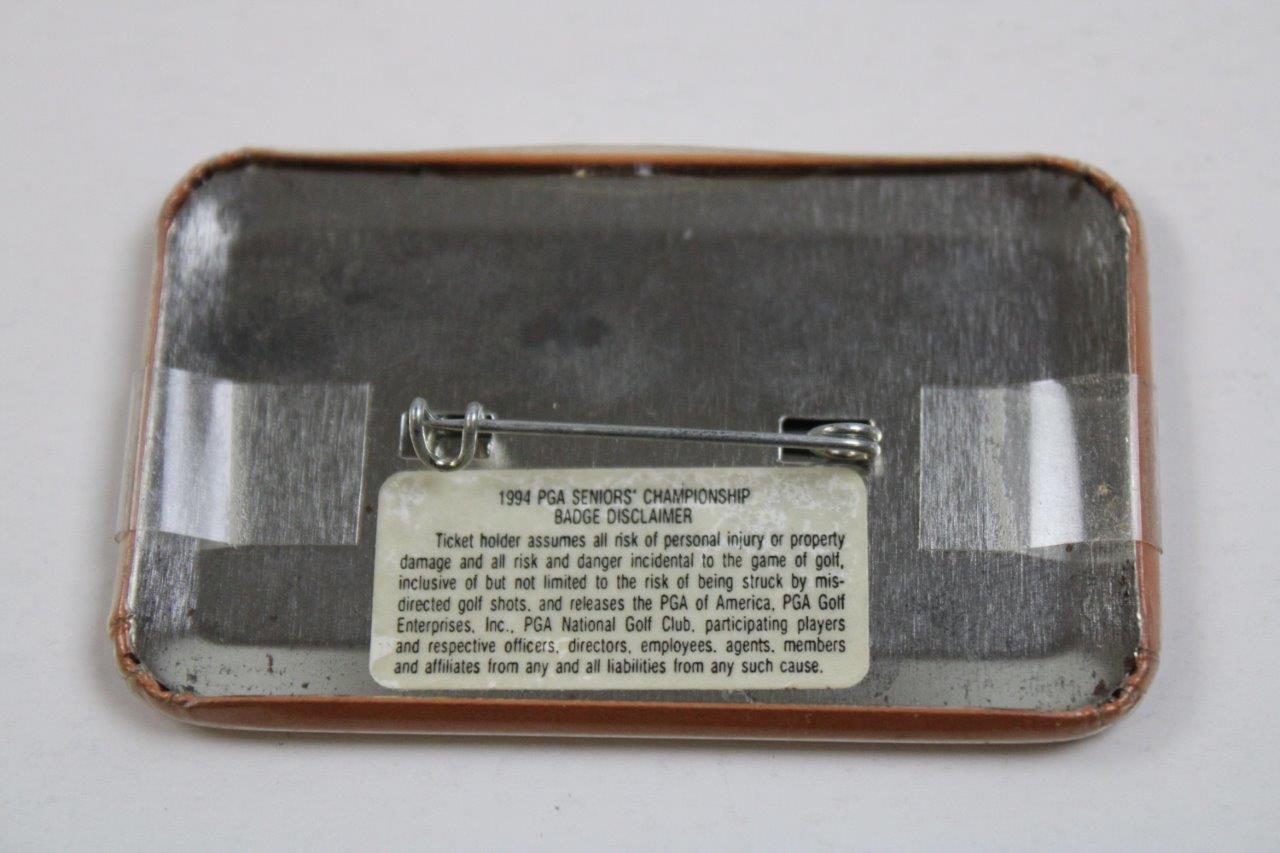 1994 PGA SENIORS' CHAMPIONSHIP
BADGE DISCLAIMER
Ticket holder assumes all risk of personal injury or property
damage and all risk and danger incidental to the game of golf,
inclusive of but not limited to the risk of being struck by mis-
directed golf shots, and releases the PGA of America, PGA Golf
Enterprises, Inc., PGA National Golf Club, participating players
and respective officers, directors, employees, agents, members
and affiliates from any and all liabilities from any such cause.